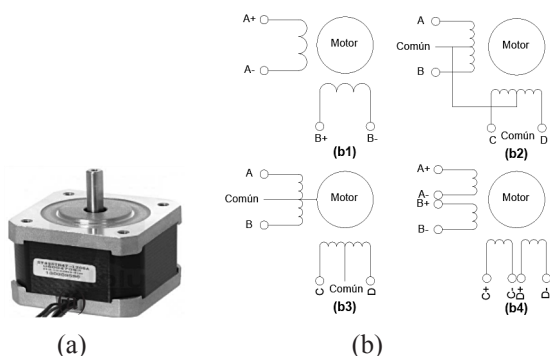 A+
A-
Motor
B+
B-
(b1)
A
Común
B
Motor
C
Común
D
(b2)
A
Común
B
Motor
C
Común
D
(b3)
A+
A-
B+
B-
Motor
C+
C-
D+
D-
(b4)
(a)
(b)